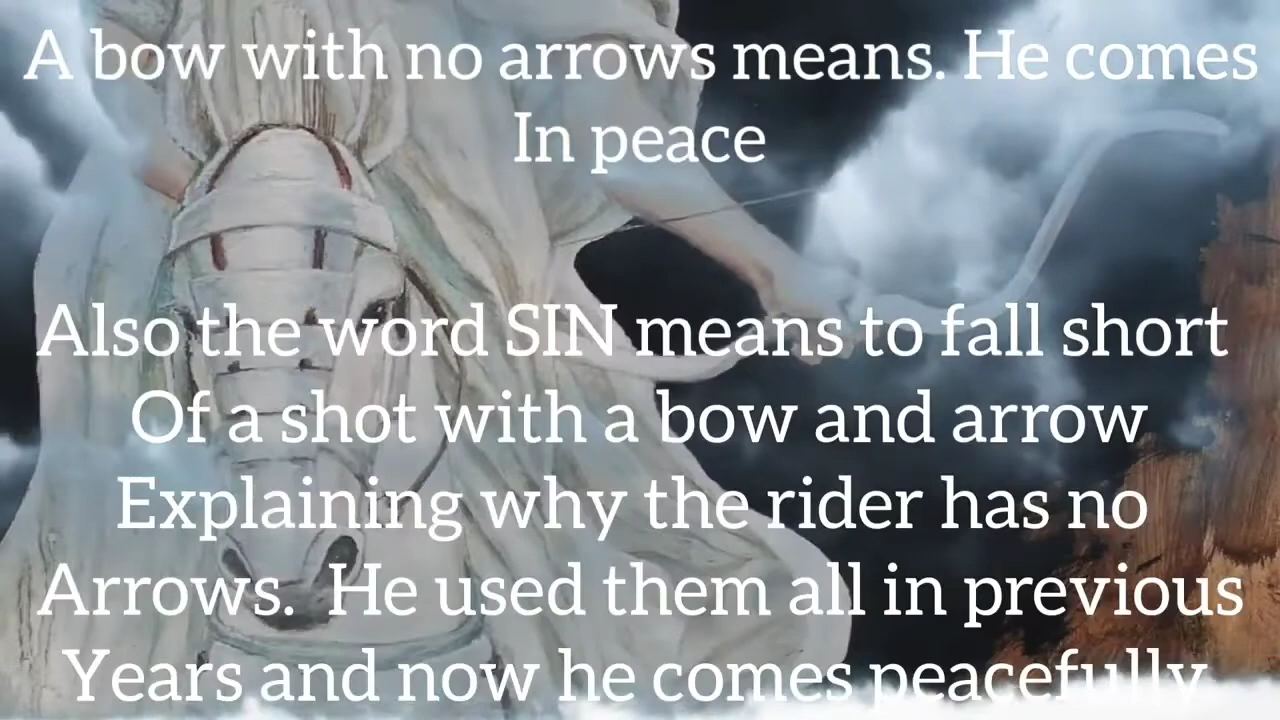 A bow with no arrows means. He comes
In peace
Also the word SIN means to fall short
Of a shot with a bow and arrow
Explaining why the rider has no
Arrows.  He used them all in previous
Years and now he comes peacefully